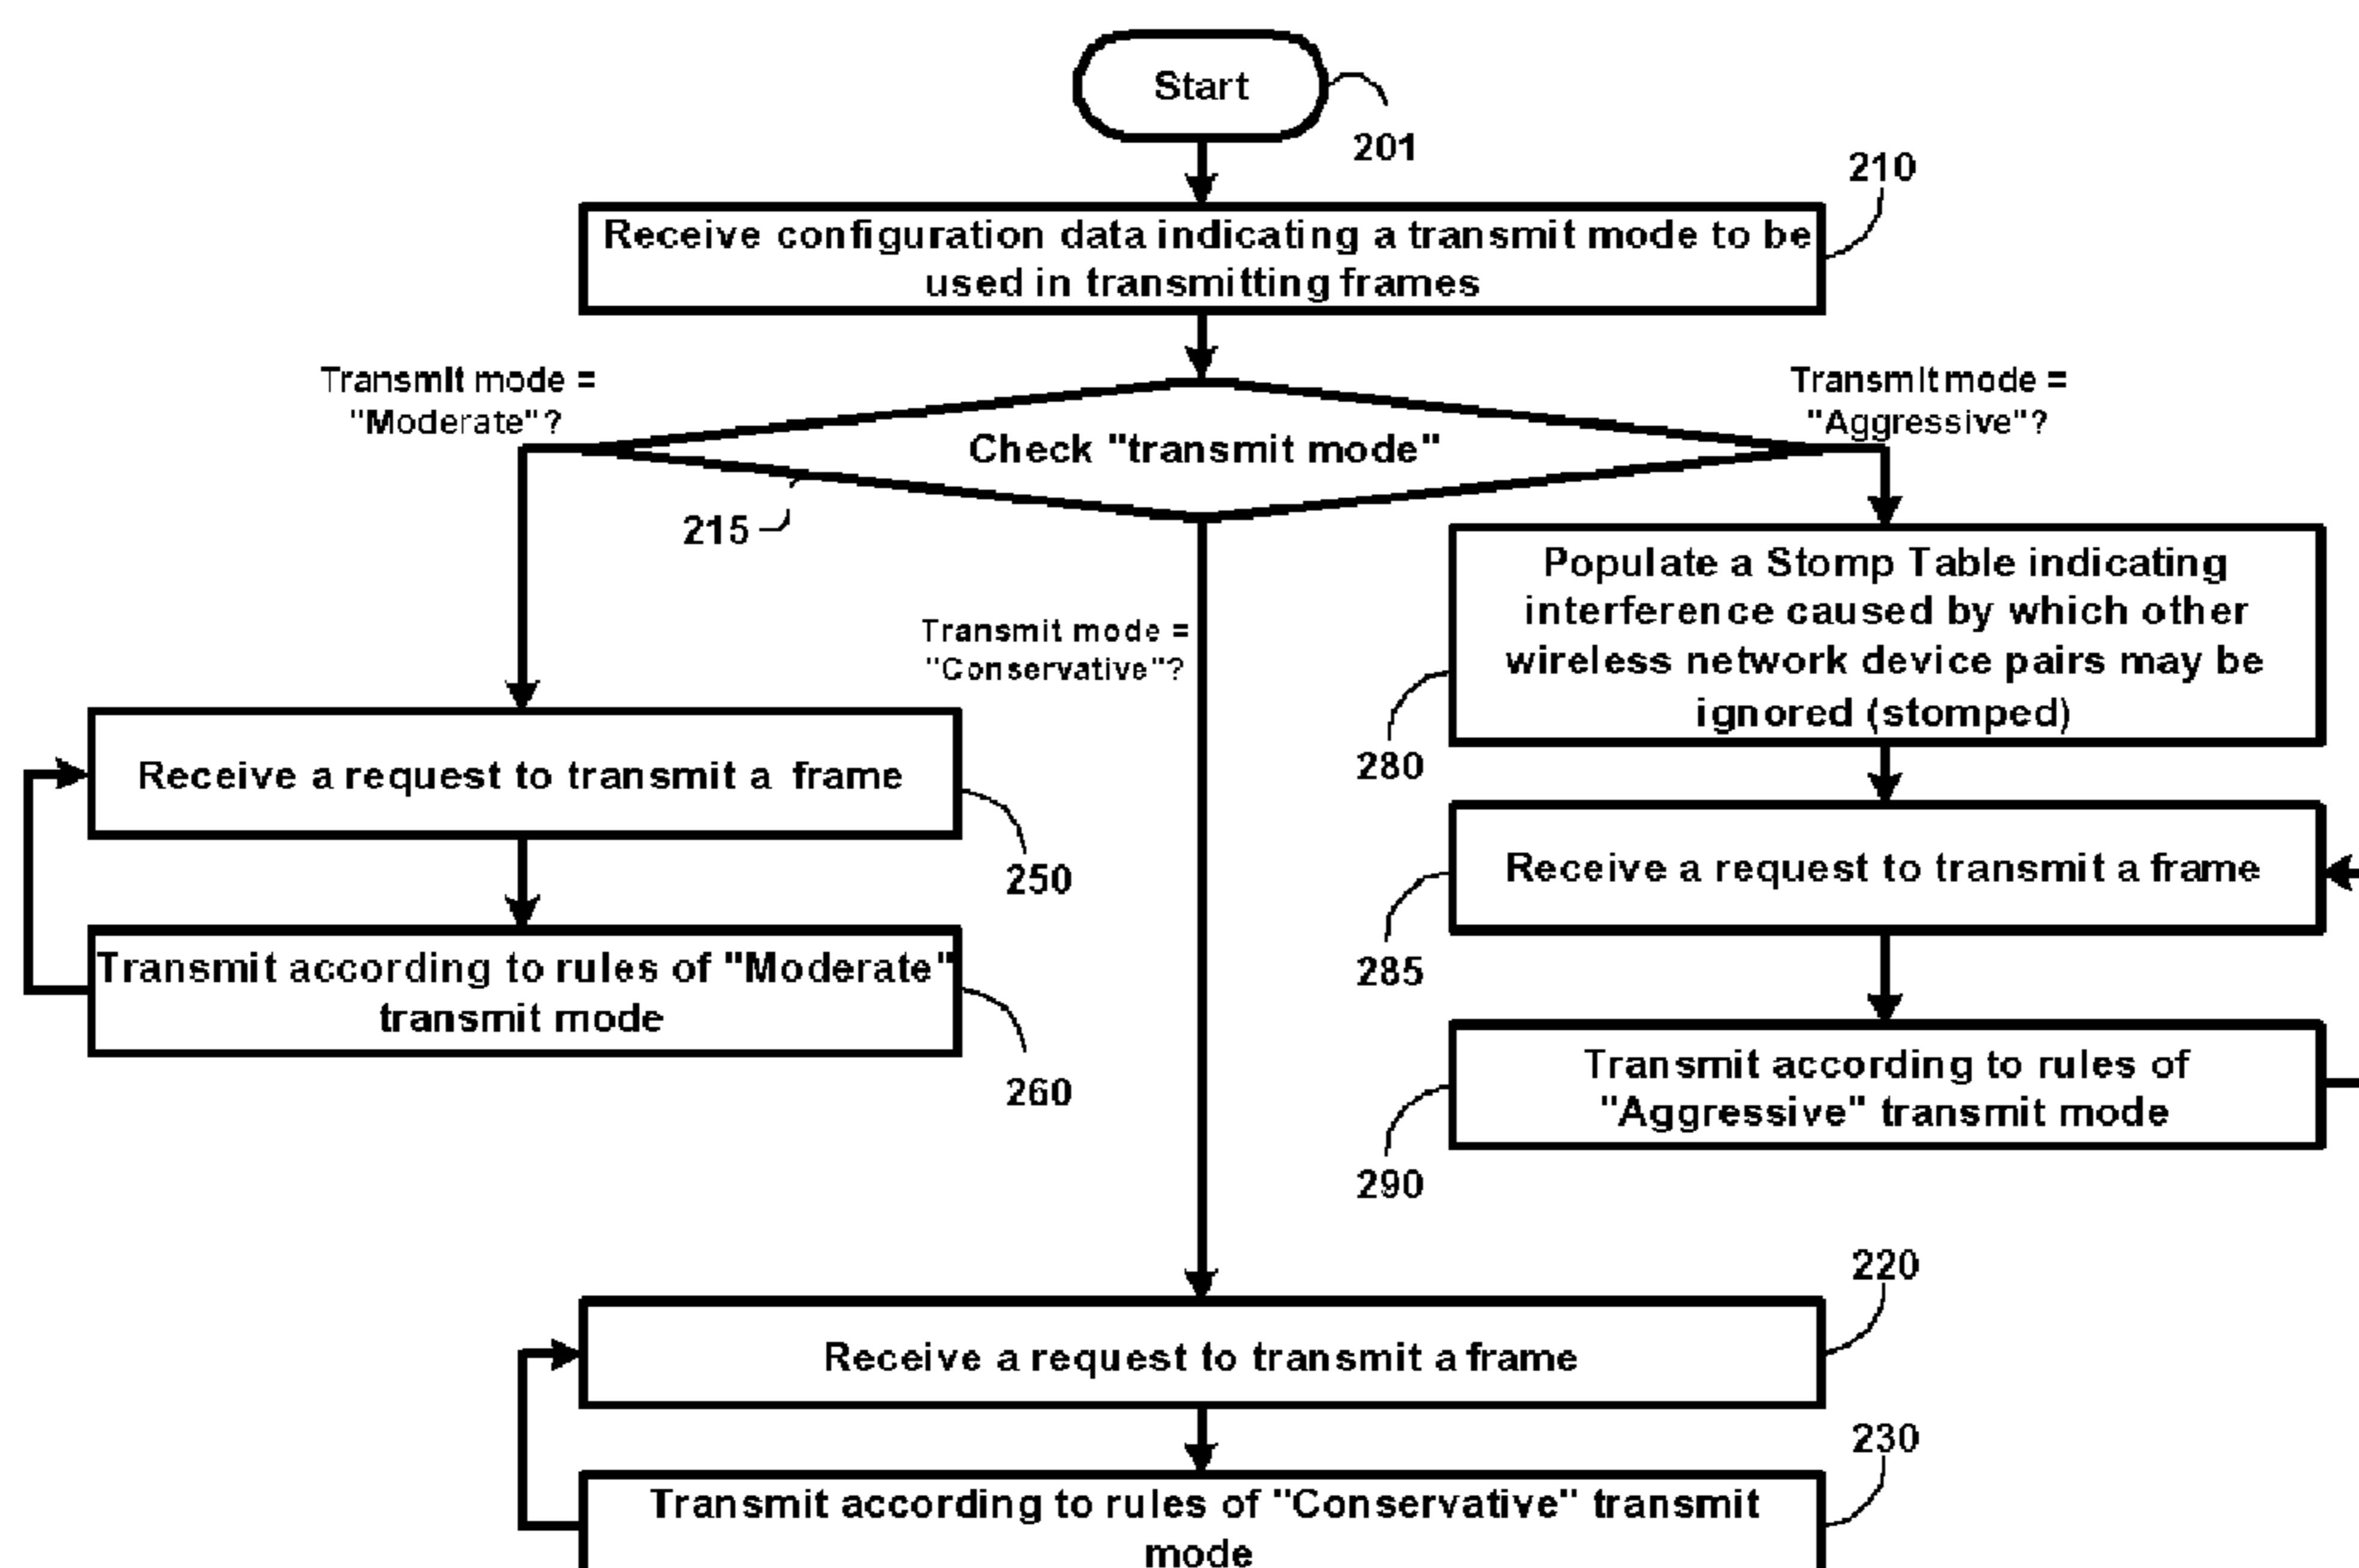 Start
201
210
Receive configuration data indicating a transmit mode to be
used in transmitting frames
Transmit mode =
"Moderate"?
Transmit mode =
"Aggressive"?
Check "transmit mode"
215
Transmit mode =
"Conservative"?
Populate a Stomp Table indicating
interference caused by which other
wireless network device pairs may be
ignored (stomped)
280
Receive a request to transmit a frame
250
Receive a request to transmit a frame
285
Transmit according to rules of "Moderate"
transmit mode
260
Transmit according to rules of
"Aggressive" transmit mode
290
220
Receive a request to transmit a frame
230
Transmit according to rules of "Conservative" transmit
mode